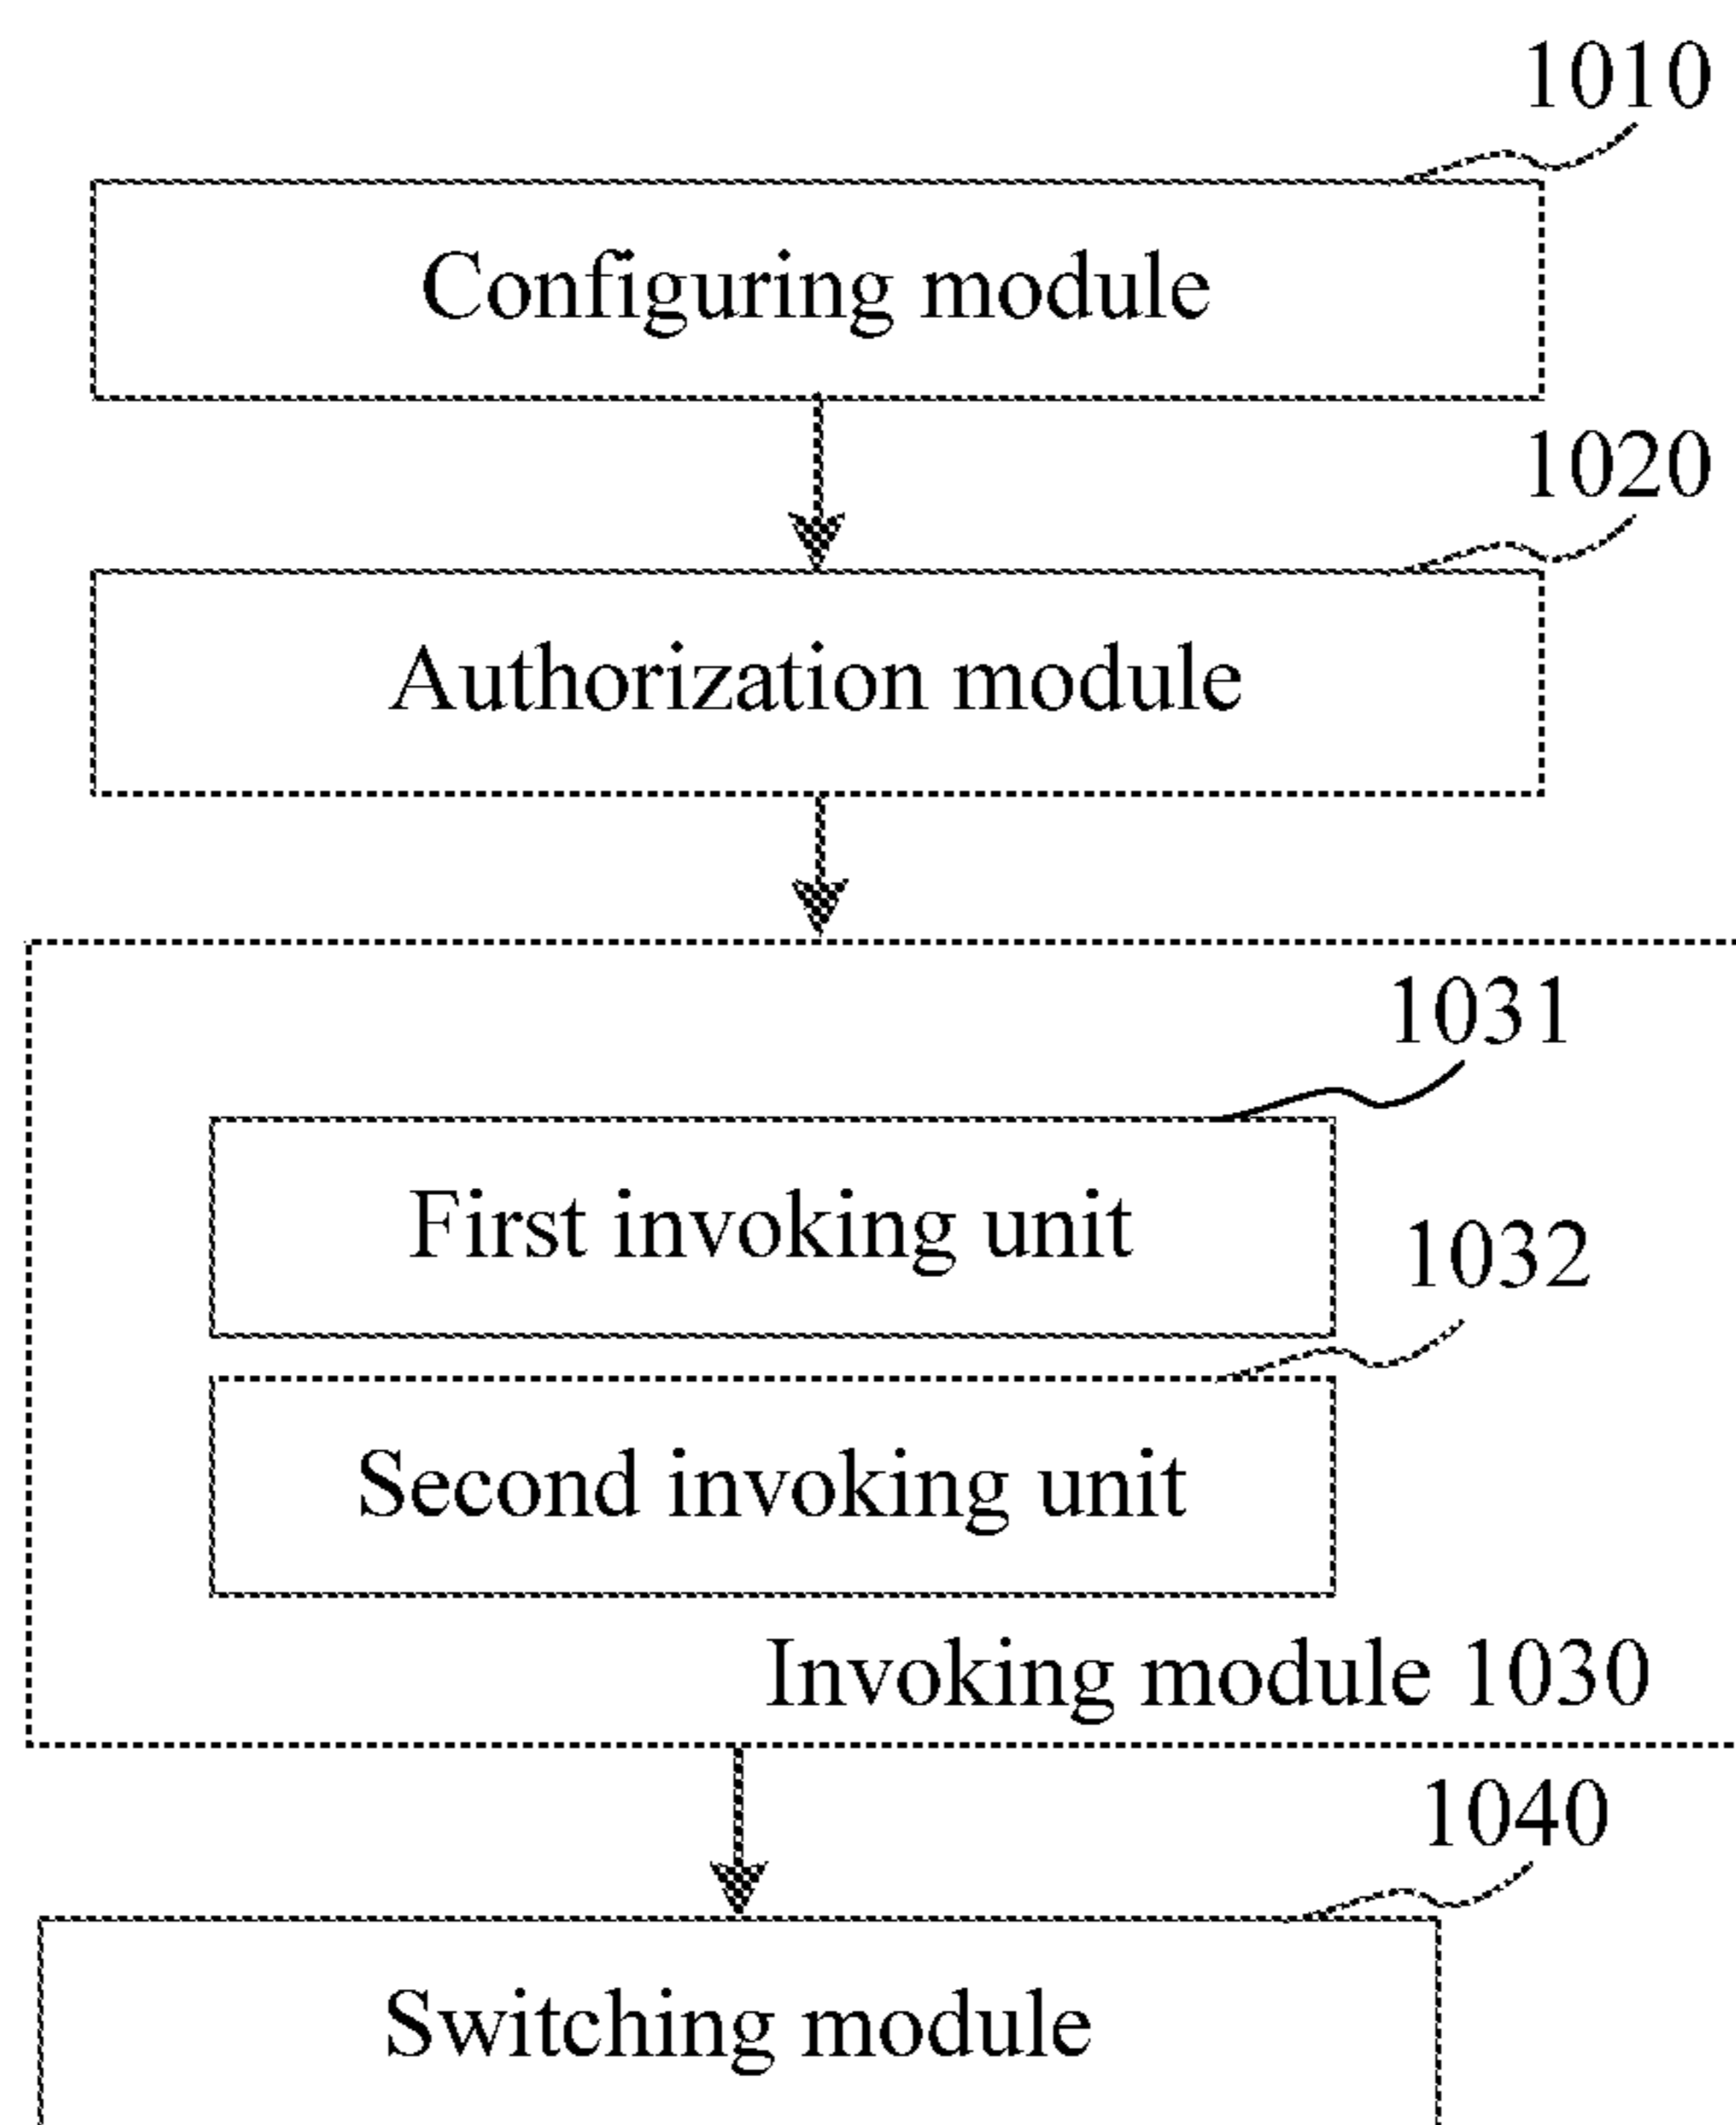 1010
Configuring module
1020
Authorization module
1031
First invoking unit
1032
Second invoking unit
Invoking module 1030
1040
Switching module